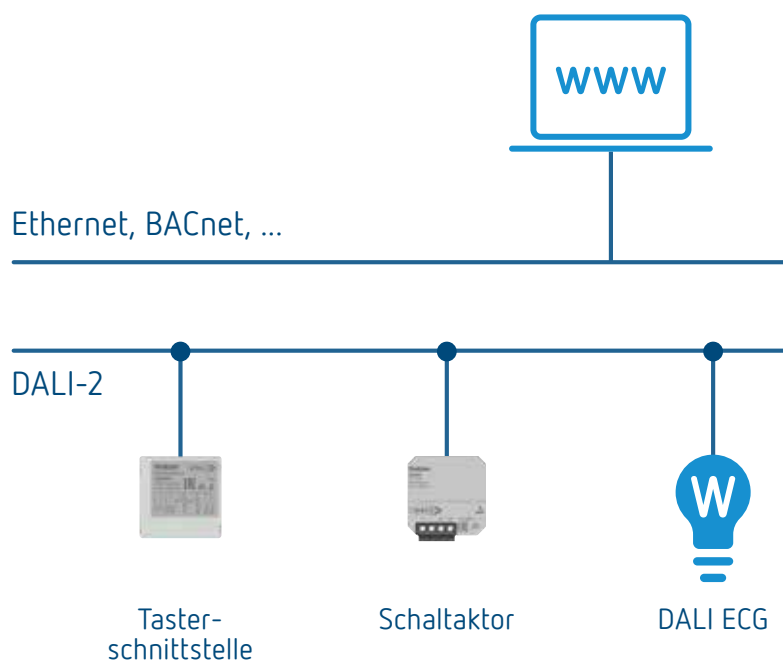 WWW
Ethernet, BACnet, ...
DALI-2
W
Taster-
schnittstelle
Schaltaktor
DALI ECG